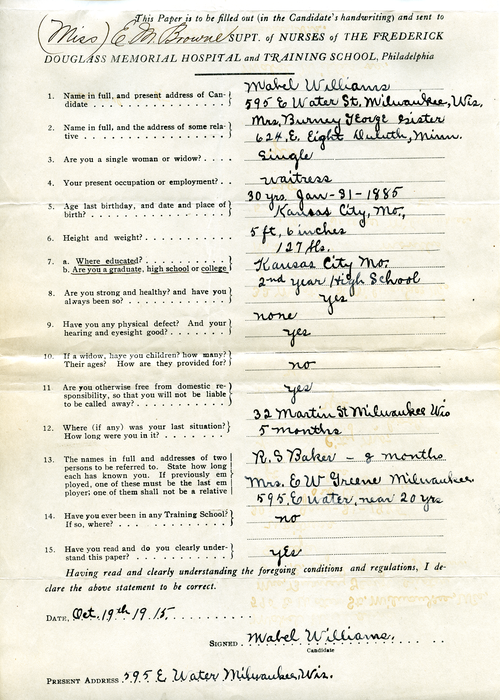 This Paper is to be filled out (in the Candidate's handwriting) and sent to
(Miss) E M Browne SUPT. of NURSES of THE FREDERICK
DOUGLASS MEMORIAL HOSPITAL and TRAINING SCHOOL, Philadelphia
1. Name in full, and present address of Can- Mabel Williams
didate . . . . . . . . . . . . . . . . . . 595 E Water St, Milwaukee, Wis.
2. Name in full, and the address of some rela- Mrs. Burney George sister
tive . . . . . . . . . . . . . . . . . . . 624, E. Eight Duluth, Minn.
3. Are you a single woman or widow? . . . . Single
4. Your present occupation or employment? . . waitress
5. Age last birthday, and date and place of 30 yrs. Jan-31-1885
birth? . . . . . . . . . . . . . . . . . Kansas City, Mo.,
6. Height and weight? . . . . . . . . . . . 5 ft, 6 inches
127 lbs.
7. a. Where educated? . . . . . . . . . . Kansas City Mo.
b. Are you a graduate, high school or college 2nd year High School
8. Are you strong and healthy? and have you
always been so? . . . . . . . . . . . . yes
9. Have you any physical defect? And your none
hearing and eyesight good? . . . . . . . yes
10. If a widow, have you children? how many?
Their ages? How are they provided for? no
11. Are you otherwise free from domestic re- yes
sponsibility, so that you will not be liable
to be called away? . . . . . . . . . . .
12. Where (if any) was your last situation? 32 Martin St Milwaukee Wis
How long were you in it? . . . . . . . . 5 months
13. The names in full and addresses of two
persons to be referred to. State how long R. S Baker - 8 months
each has known you. If previously em
ployed, one of these must be the last em Mrs. E W Greene Milwaukee
ployer; one of them shall not be a relative 595, E Water, near 20 yrs
14. Have you ever been in any Training School? no
If so, where? . . . . . . . . . . . . .
15. Have you read and do you clearly under-
stand this paper? . . . . . . . . . . . yes
Having read and clearly understanding the foregoing conditions and regulations, I de-
clare the above statement to be correct.
DATE, Oct. 19th 1915.
SIGNED Mabel Williams.
Candidate
PRESENT ADDRESS 595 E Water Milwaukee, Wis.